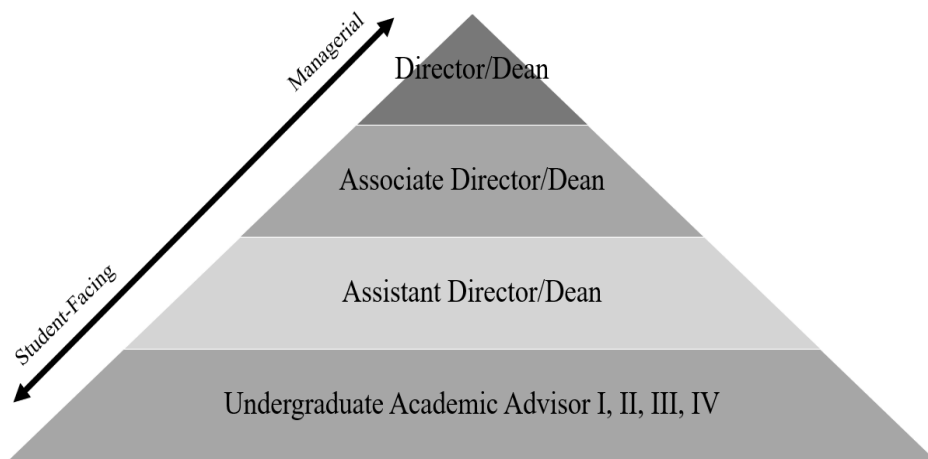 Managerial
Student-Facing
Director/Dean
Associate Director/Dean
Assistant Director/Dean
Undergraduate Academic Advisor I, II, III, IV